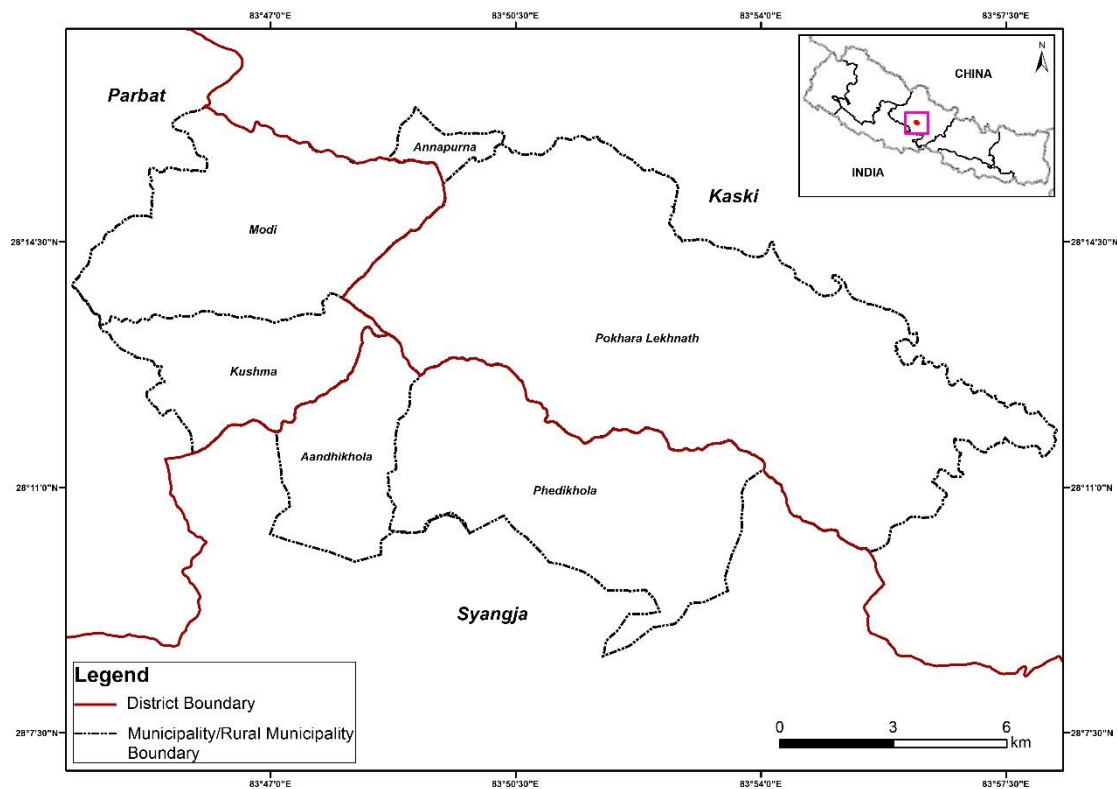 83°47'0"E 83°50'30"E 83°54'0"E 83°57'30"E
N
CHINA
INDIA
Parbat
Annapurna
Kaski
Modi
28°14'30"N 28°14'30"N
Pokhara Lekhnath
Kushma
Aandhikhola
Phedikhola
28°11'0"N 28°11'0"N
Syangja
Legend
District Boundary
Municipality/Rural Municipality
Boundary
0 3 6
km
28°7'30"N 28°7'30"N
83°47'0"E 83°50'30"E 83°54'0"E 83°57'30"E